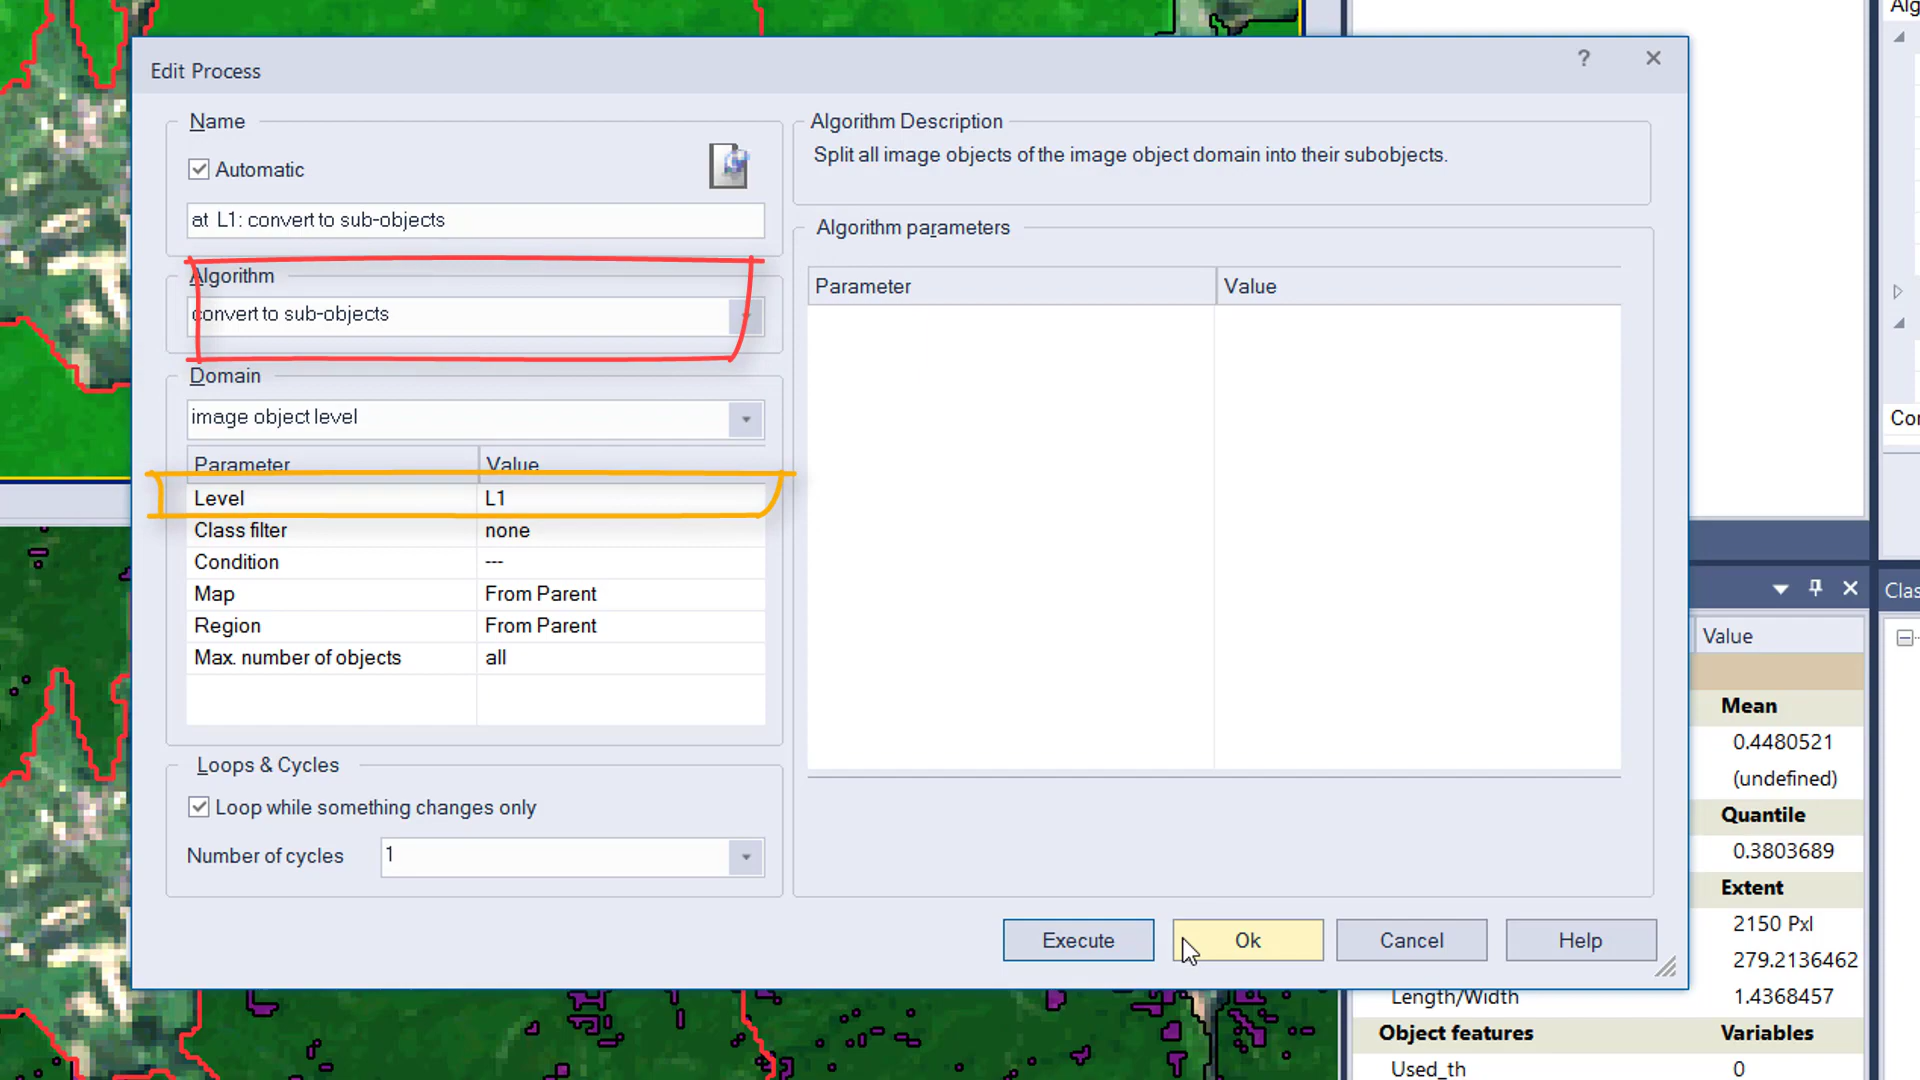 Edit Process
?
Name
Automatic
at L1: convert to sub-objects
Algorithm
convert to sub-objects
Domain
image object level
Parameter Value
Level L1
Class filter none
Condition ---
Map From Parent
Region From Parent
Max. number of objects all
Loops & Cycles
Loop while something changes only
Number of cycles 1
Algorithm Description
Split all image objects of the image object domain into their subobjects.
Algorithm parameters
Parameter Value
Execute Ok Cancel Help
Value
Mean
0.4480521
(undefined)
Quantile
0.3803689
Extent
2150 Pxl
279.2136462
Length/Width 1.4368457
Object features Variables
Used_th 0
Alg
Cor
Clas